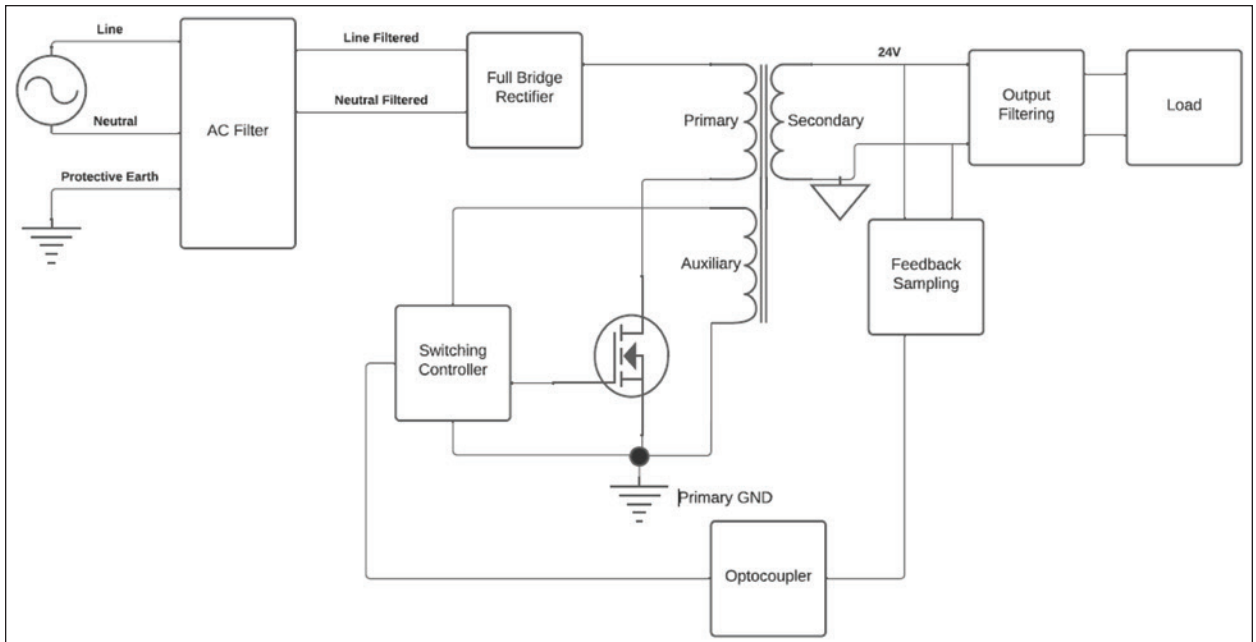 Line
Neutral
Protective Earth
AC Filter
Line Filtered
Neutral Filtered
Full Bridge
Rectifier
Primary
Secondary
24V
Output
Filtering
Load
Auxiliary
Feedback
Sampling
Switching
Controller
Primary GND
Optocoupler